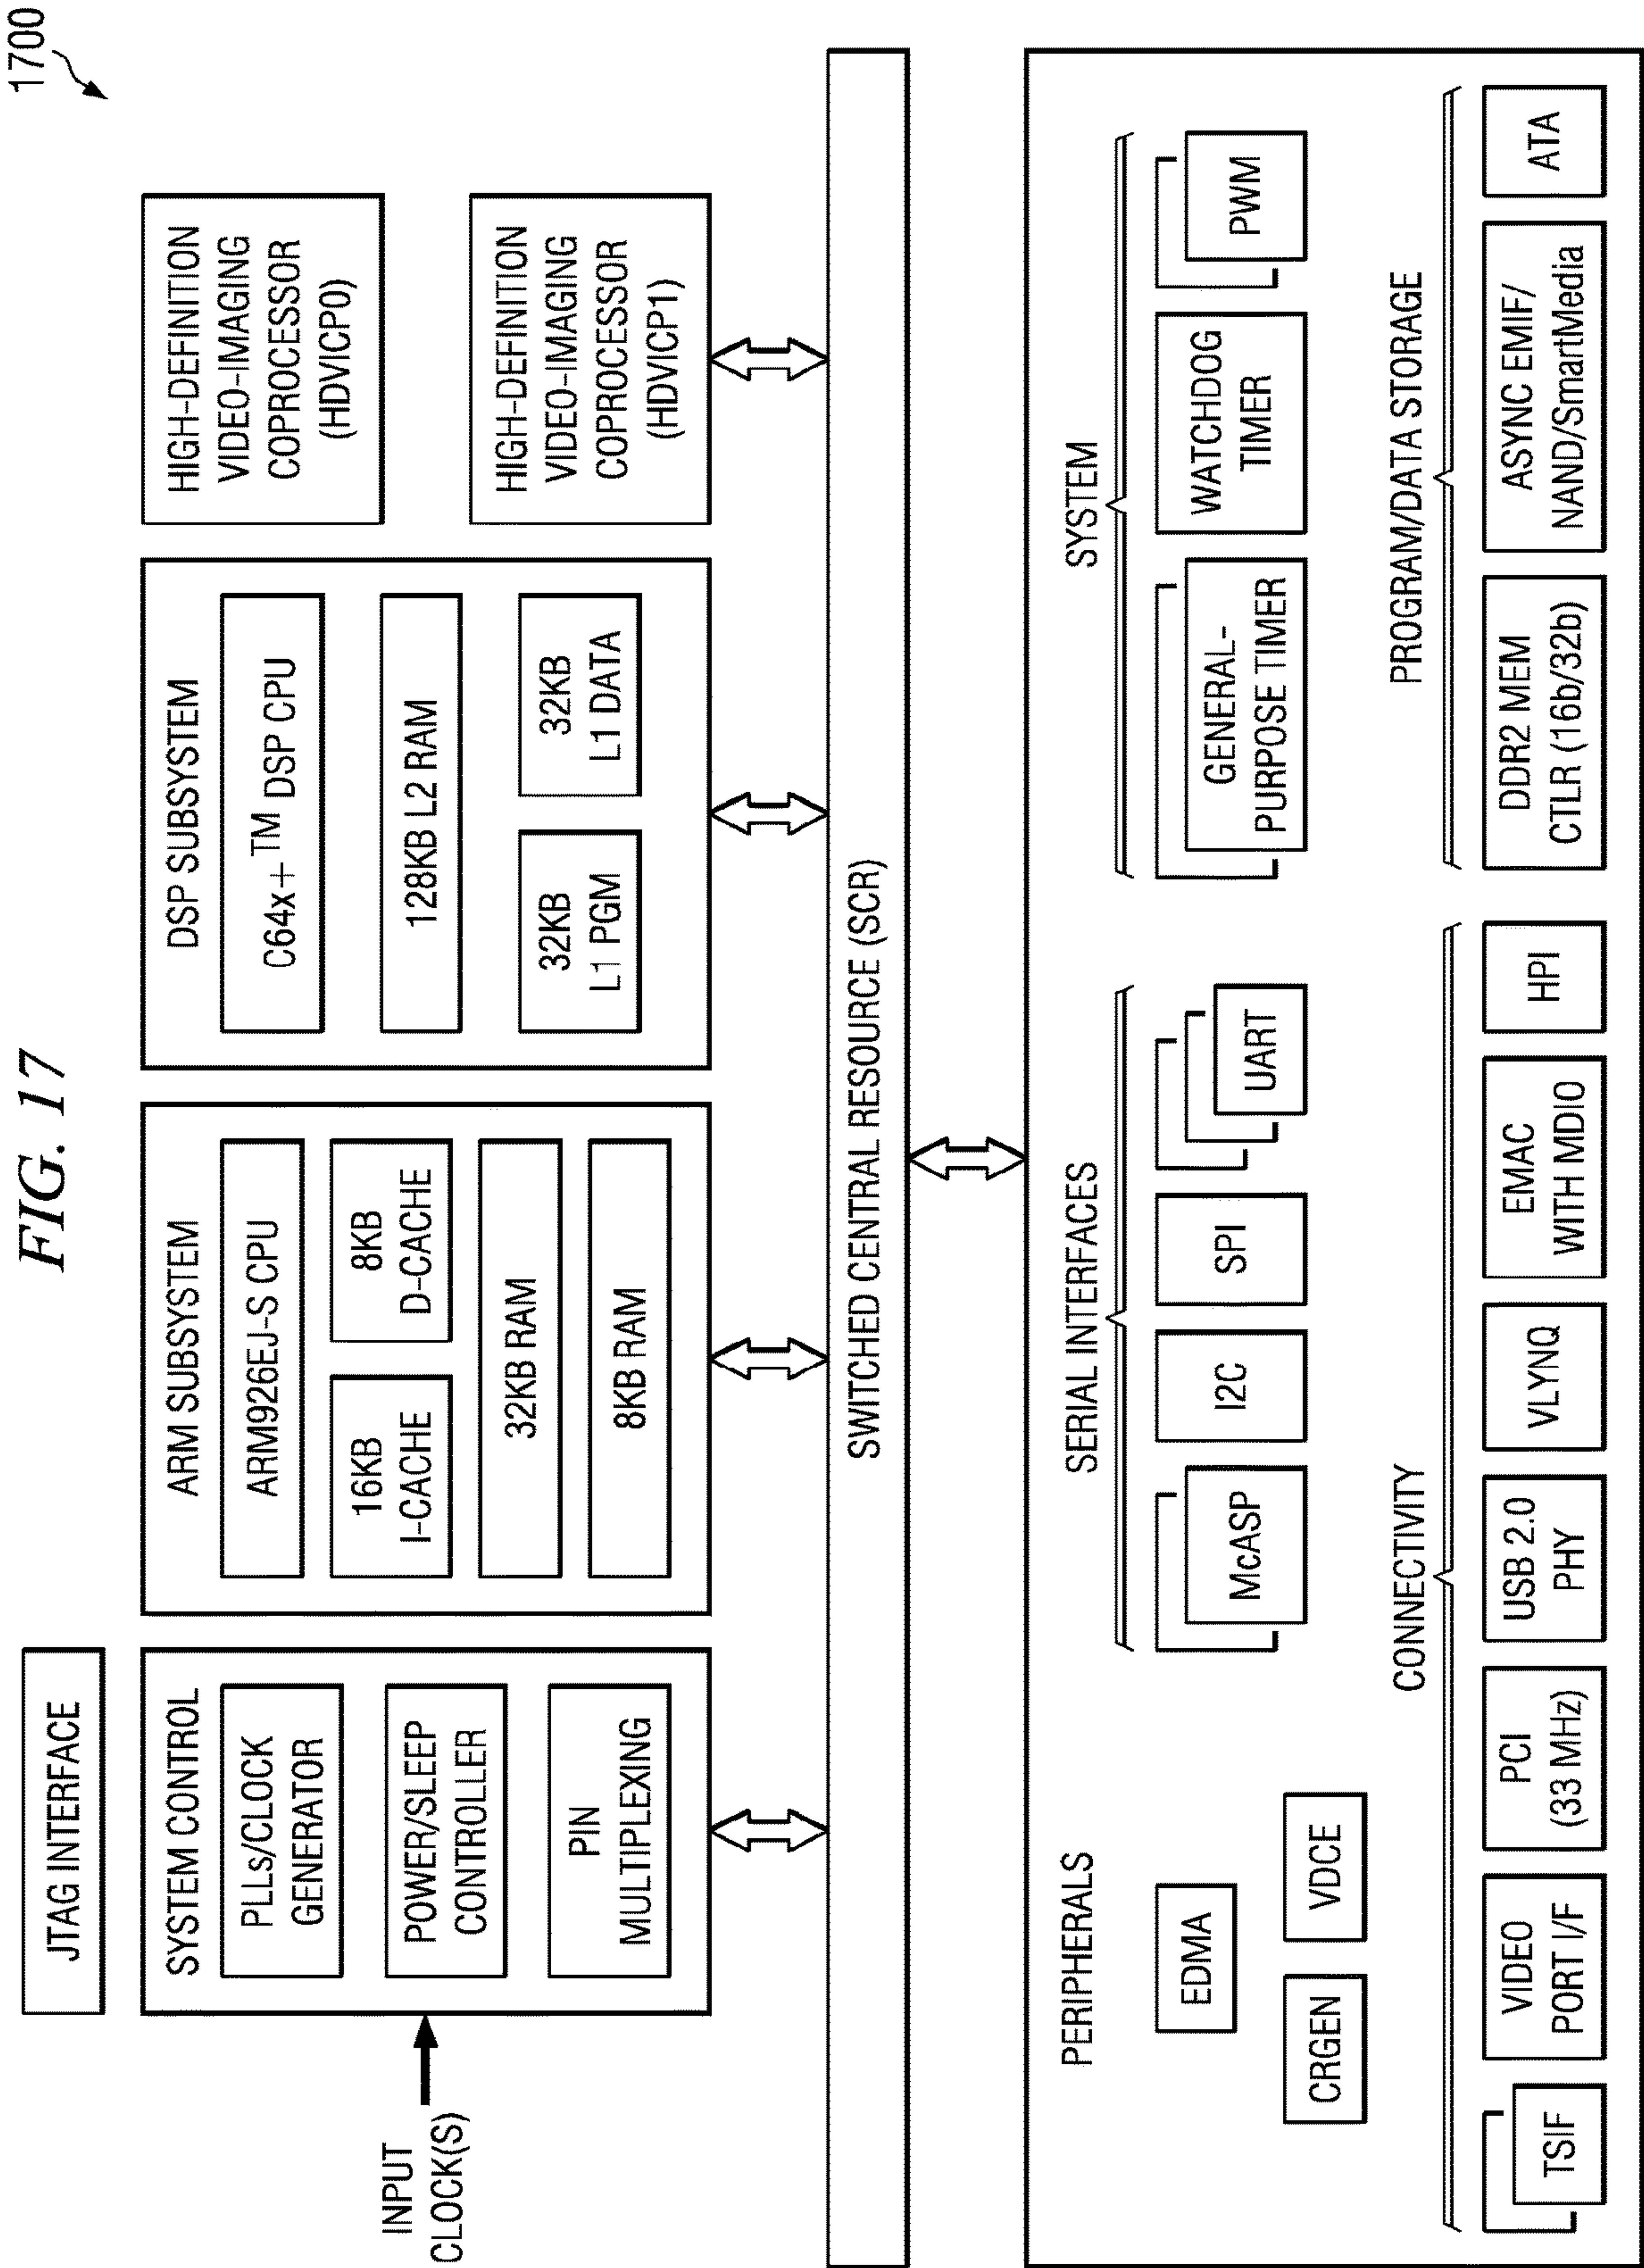 FIG. 17
1700
JTAG INTERFACE
INPUT
CLOCK(S)
SYSTEM CONTROL
PLLs/CLOCK
GENERATOR
POWER/SLEEP
CONTROLLER
PIN
MULTIPLEXING
ARM SUBSYSTEM
ARM926EJ-S CPU
16KB
I-CACHE
8KB
D-CACHE
32KB RAM
8KB RAM
DSP SUBSYSTEM
C64x+™ DSP CPU
128KB L2 RAM
32KB
L1 PGM
32KB
L1 DATA
HIGH-DEFINITION
VIDEO-IMAGING
COPROCESSOR
(HDVICP0)
HIGH-DEFINITION
VIDEO-IMAGING
COPROCESSOR
(HDVICP1)
SWITCHED CENTRAL RESOURCE (SCR)
PERIPHERALS
EDMA
CRGEN
VDCE
SERIAL INTERFACES
McASP
I2C
SPI
UART
SYSTEM
GENERAL-
PURPOSE TIMER
WATCHDOG
TIMER
PWM
CONNECTIVITY
TSIF
VIDEO
PORT I/F
PCI
(33 MHz)
USB 2.0
PHY
VLYNQ
EMAC
WITH MDIO
HPI
PROGRAM/DATA STORAGE
DDR2 MEM
CTLR (16b/32b)
ASYNC EMIF/
NAND/SmartMedia
ATA